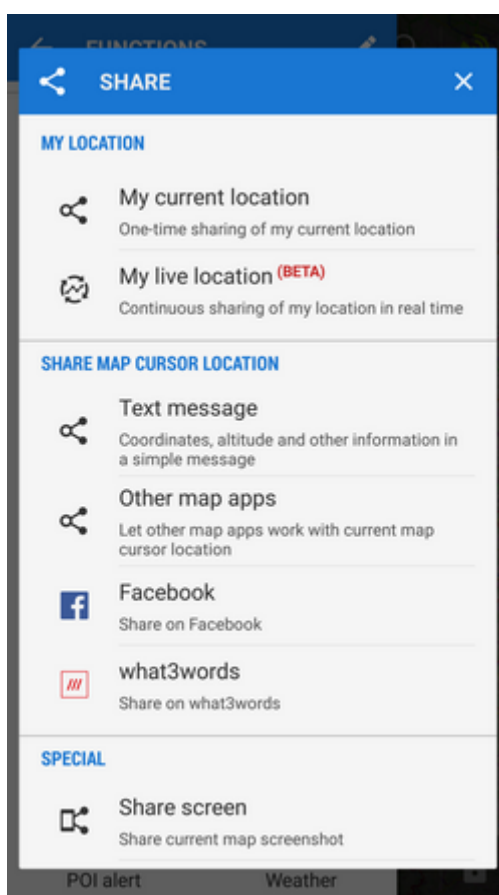 FUNCTIONS
SHARE
MY LOCATION
My current location
One-time sharing of my current location
My live location (BETA)
Continuous sharing of my location in real time
SHARE MAP CURSOR LOCATION
Text message
Coordinates, altitude and other information in
a simple message
Other map apps
Let other map apps work with current map
cursor location
Facebook
Share on Facebook
what3words
Share on what3words
SPECIAL
Share screen
Share current map screenshot
POI alert
Weather